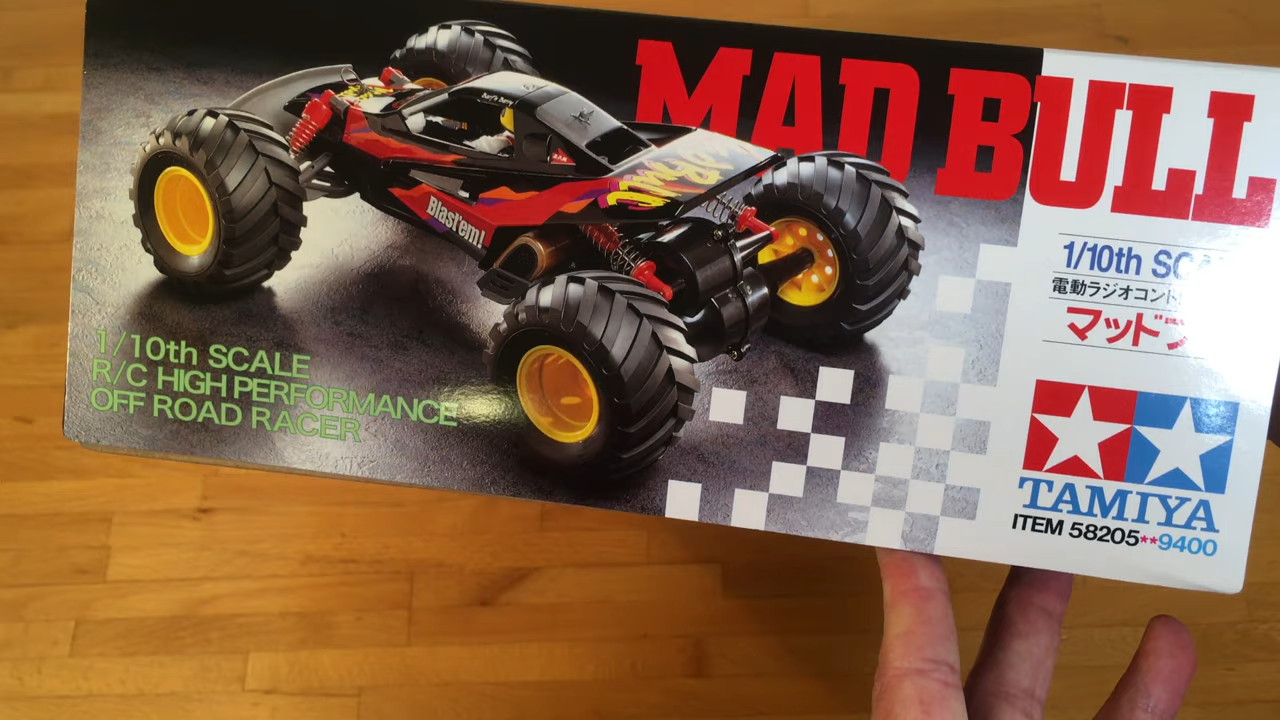 MAD BULL
Blast'em!
1/10th SCALE
R/C HIGH PERFORMANCE
OFF ROAD RACER
1/10th
電動ラジオコント
マッド
TAMIYA
ITEM 58205**9400